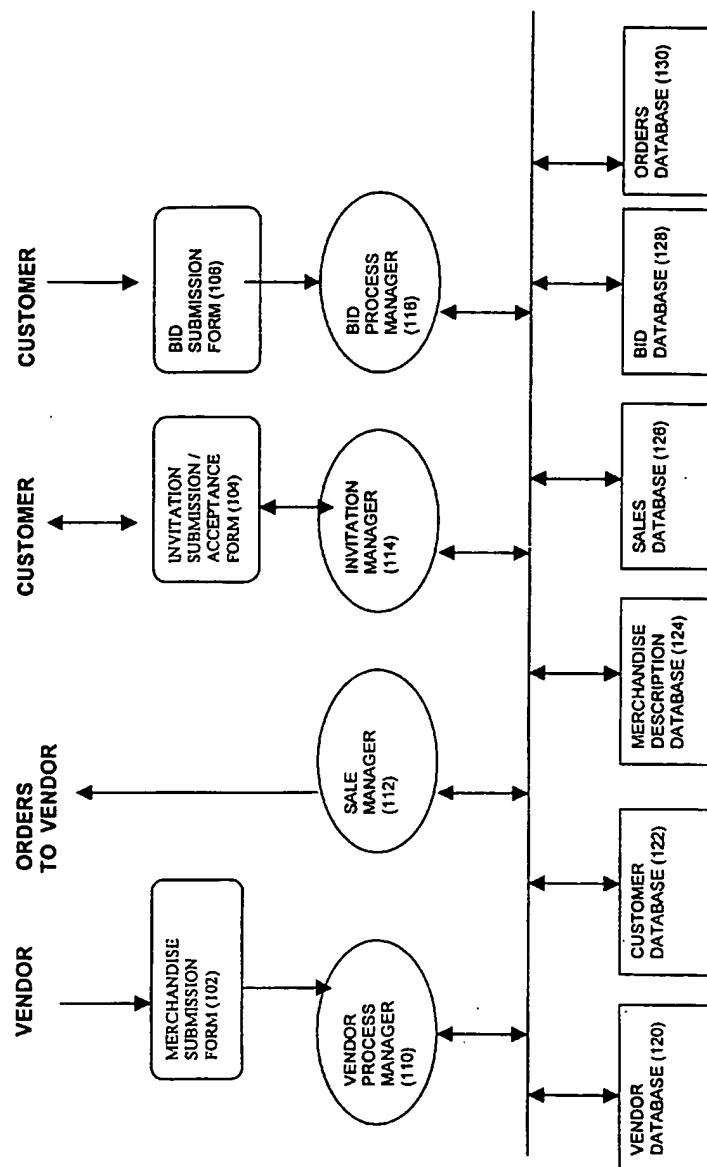 VENDOR
ORDERS
TO VENDOR
CUSTOMER
CUSTOMER
MERCHANDISE
SUBMISSION
FORM (102)
INVITATION
SUBMISSION /
ACCEPTANCE
FORM (104)
BID
SUBMISSION
FORM (106)
VENDOR
PROCESS
MANAGER
(110)
SALE
MANAGER
(112)
INVITATION
MANAGER
(114)
BID
PROCESS
MANAGER
(116)
VENDOR
DATABASE (120)
CUSTOMER
DATABASE (122)
MERCHANDISE
DESCRIPTION
DATABASE (124)
SALES
DATABASE (126)
BID
DATABASE (128)
ORDERS
DATABASE (130)